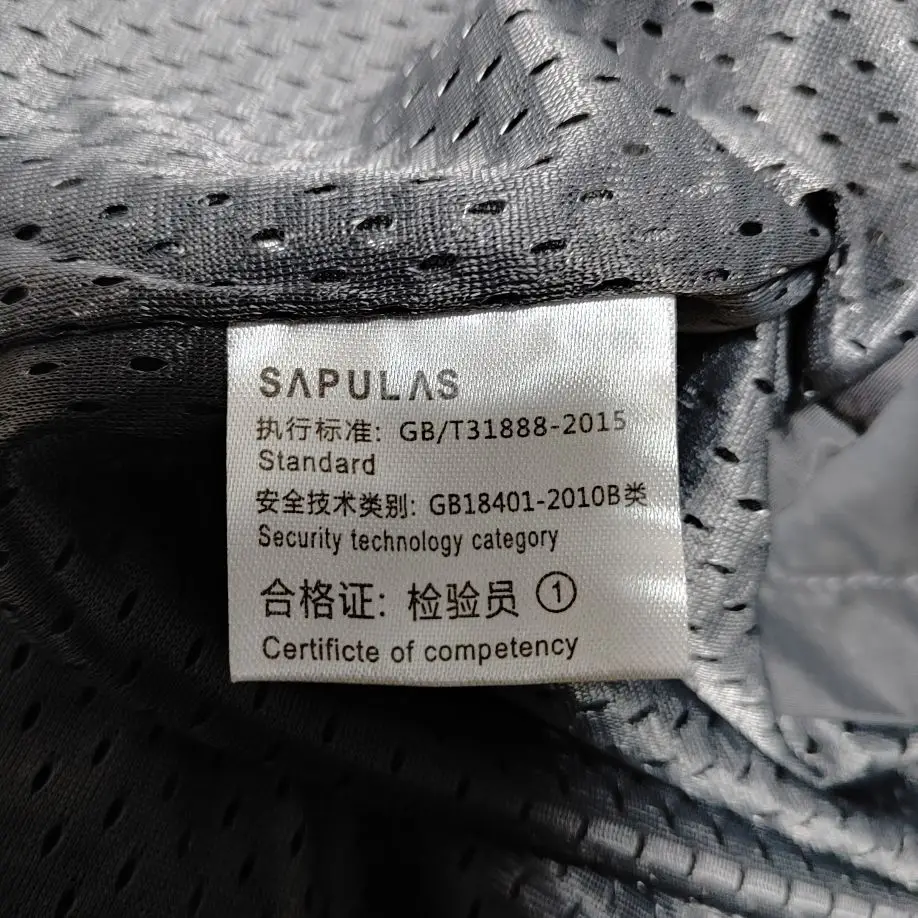 SAPULAS
执行标准: GB/T31888-2015
Standard
安全技术类别: GB18401-2010B类
Security technology category
合格证: 检验员 ①
Certificte of competency